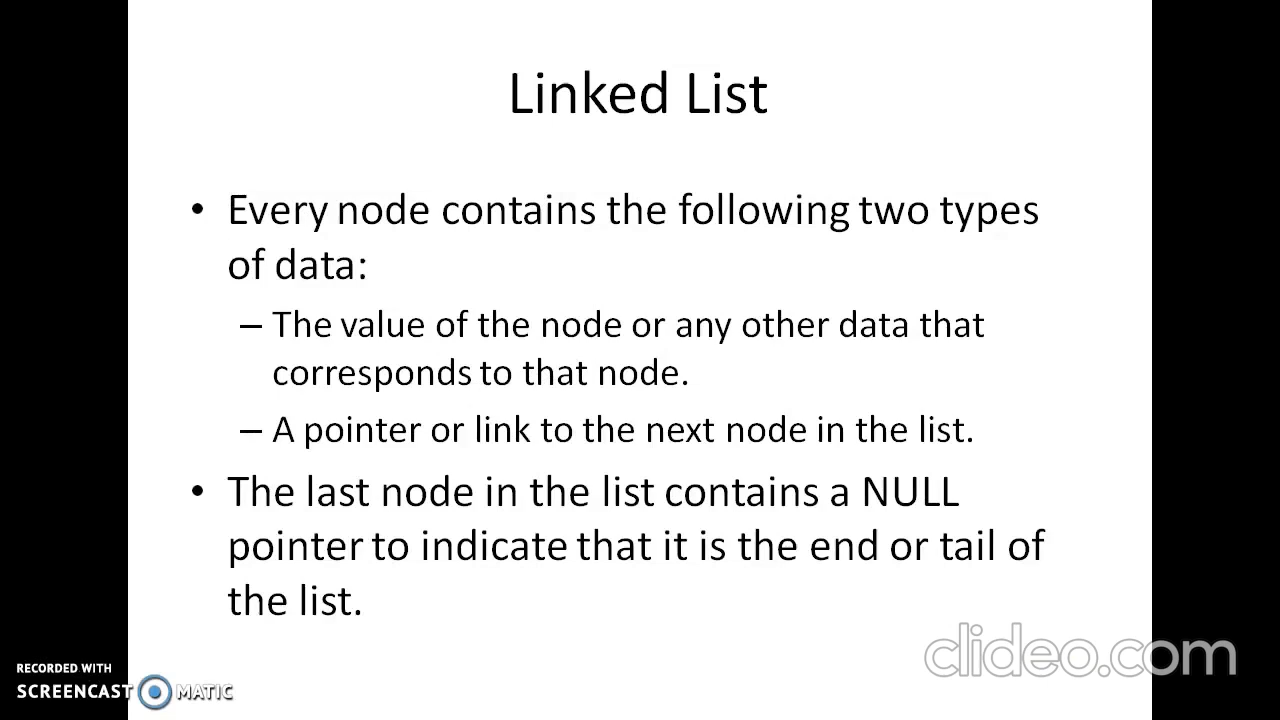 Linked List
• Every node contains the following two types
of data:
– The value of the node or any other data that
corresponds to that node.
– A pointer or link to the next node in the list.
• The last node in the list contains a NULL
pointer to indicate that it is the end or tail of
the list.
clideo.com
RECORDED WITH
SCREENCAST MATIC